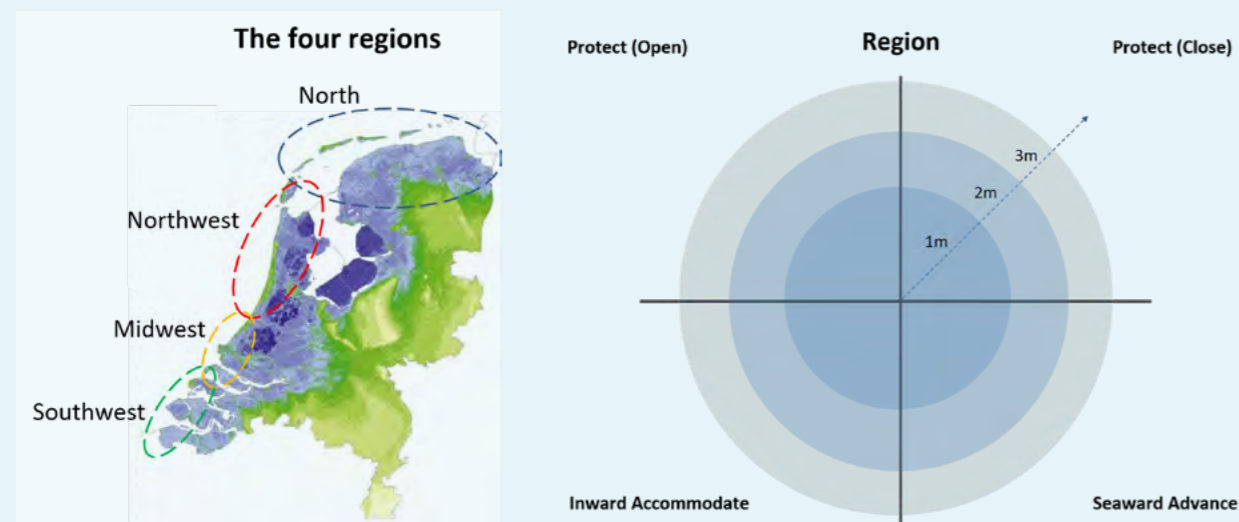 The four regions
North
Northwest
Midwest
Southwest
Protect (Open)
Region
Protect (Close)
3m
2m
1m
Inward Accommodate
Seaward Advance